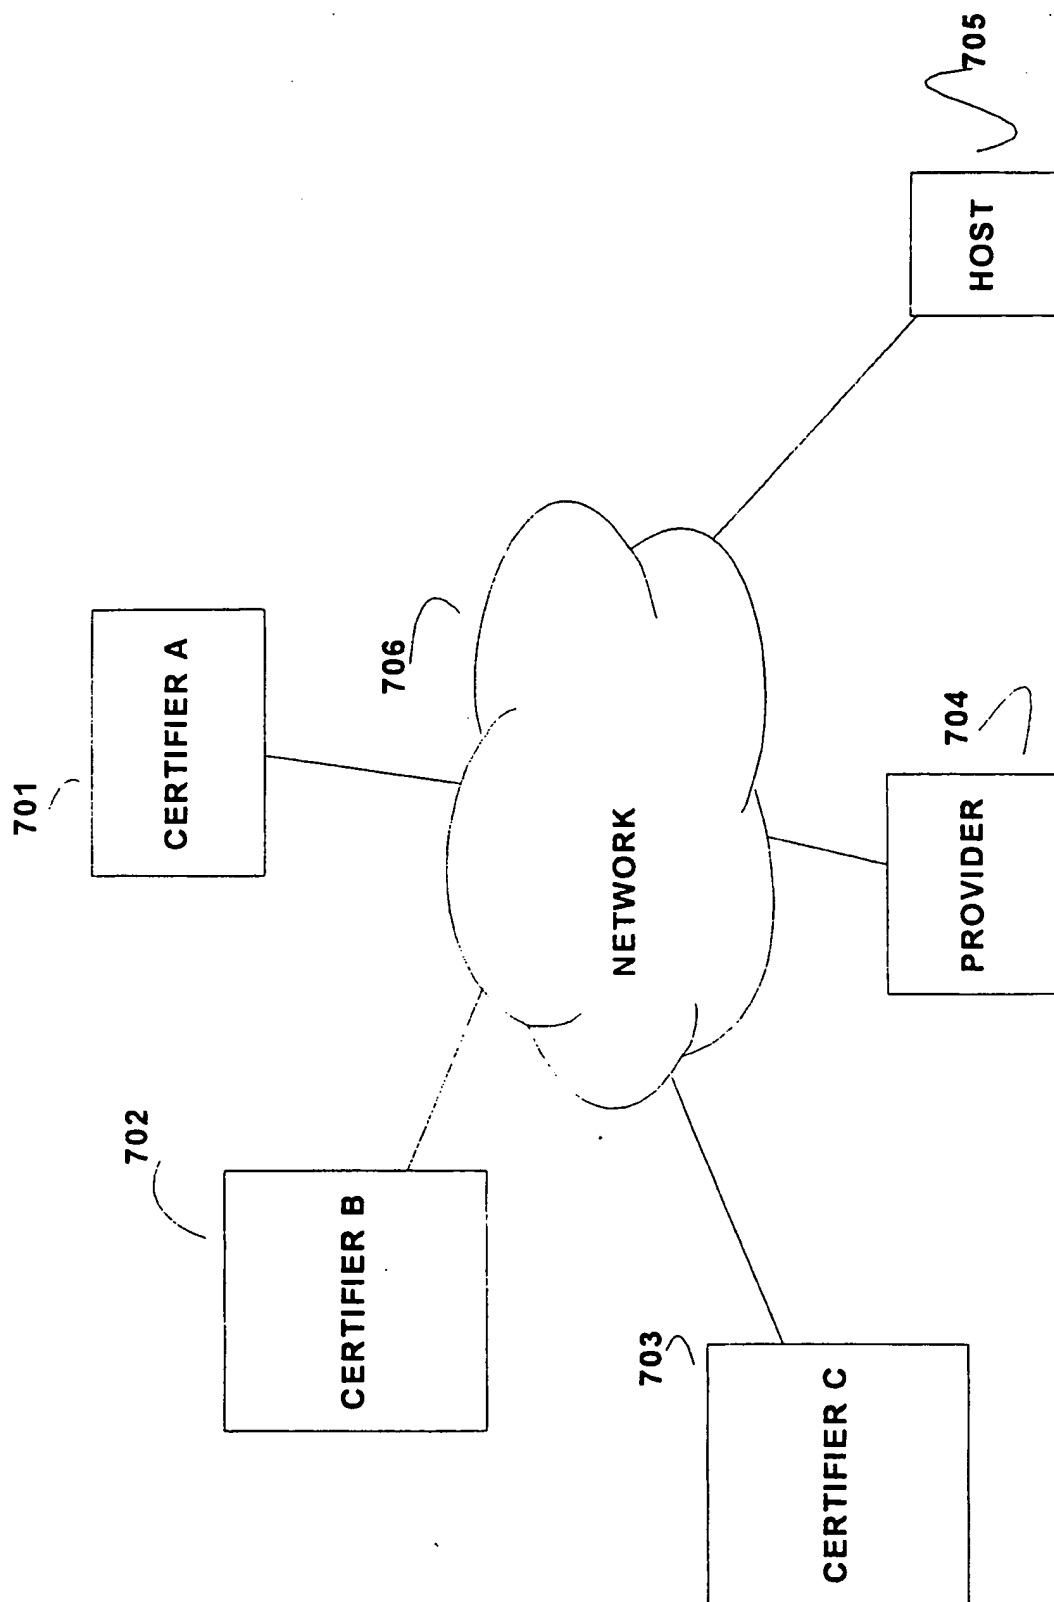 701
CERTIFIER A
702
CERTIFIER B
706
NETWORK
703
CERTIFIER C
704
PROVIDER
705
HOST